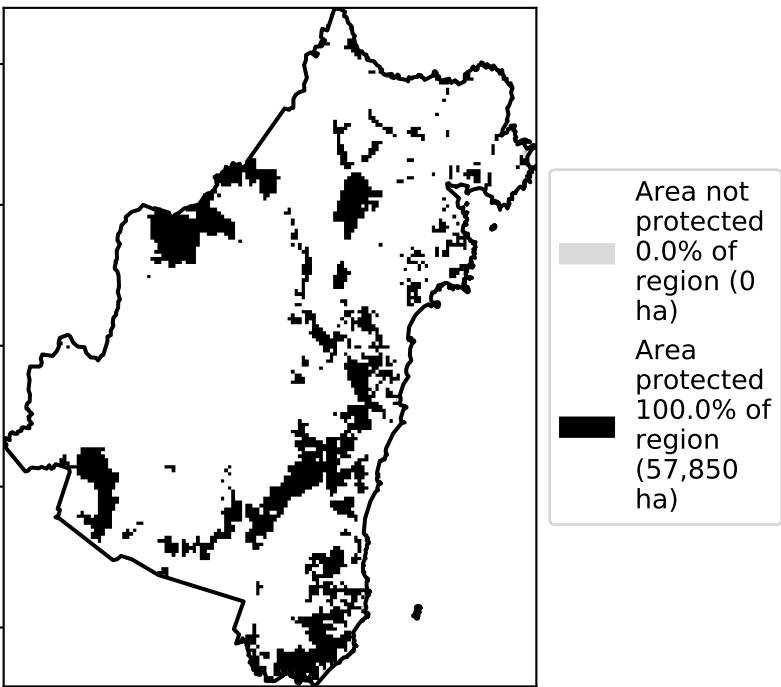 Area not
protected
0.0% of
region (0
ha)
Area
protected
100.0% of
region
(57,850
ha)